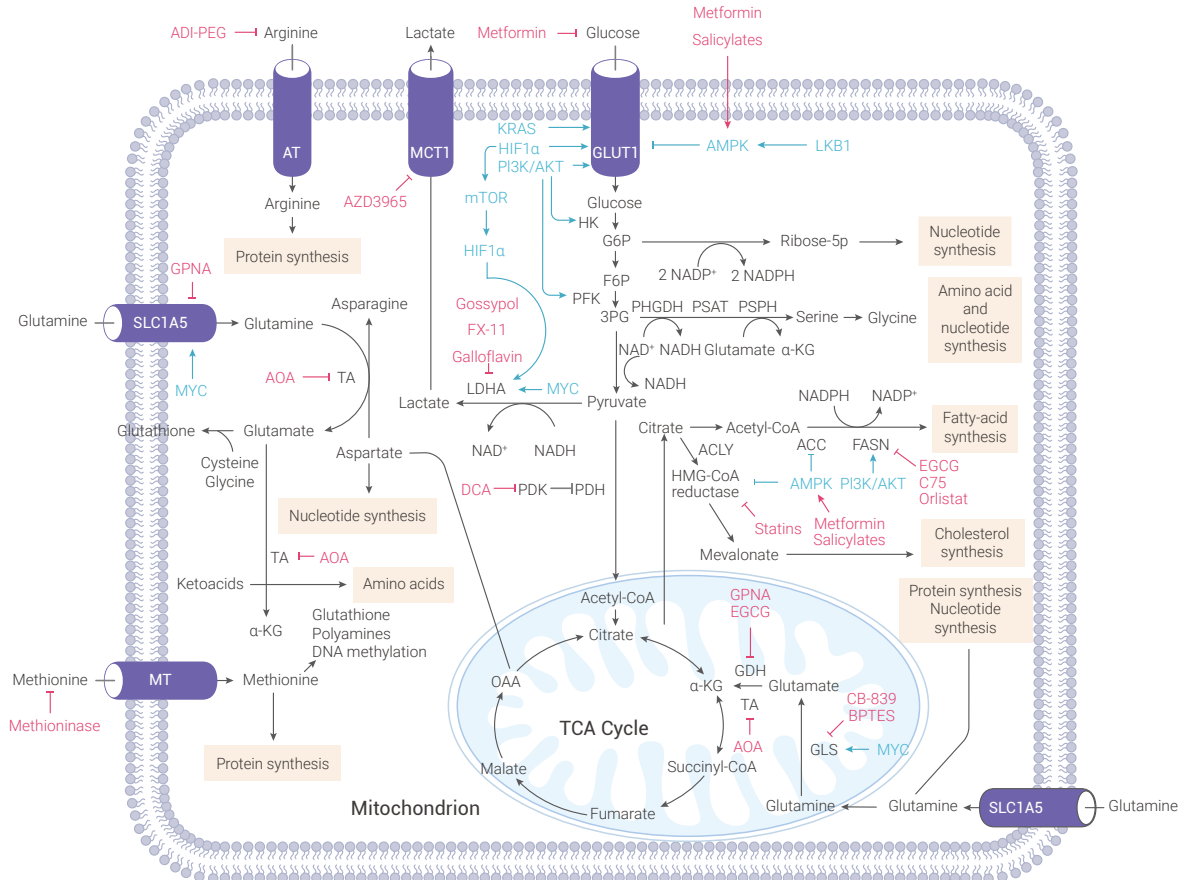 Metformin
Salicylates
ADI-PEG
Arginine
Lactate
Metformin
Glucose
AT
MCT1
GLUT1
KRAS
HIF1α
PI3K/AKT
AMPK
LKB1
AZD3965
mTOR
HIF1α
Arginine
Protein synthesis
Glucose
HK
G6P
Ribose-5p
Nucleotide
synthesis
2 NADP⁺
2 NADPH
F6P
PFK
3PG
PHGDH
PSAT
PSPH
Serine
Glycine
Amino acid
and
nucleotide
synthesis
NAD⁺
NADH
Glutamate
α-KG
NADH
GPNA
Glutamine
SLC1A5
Glutamine
Asparagine
MYC
AOA
TA
Gossypol
FX-11
Galloflavin
LDHA
MYC
Lactate
Pyruvate
NAD⁺
NADH
Glutathione
Glutamate
Cysteine
Glycine
Aspartate
Nucleotide synthesis
DCA
PDK
PDH
Citrate
Acetyl-CoA
NADPH
NADP⁺
Fatty-acid
synthesis
ACLY
ACC
FASN
HMG-CoA
reductase
AMPK
PI3K/AKT
EGCG
C75
Orlistat
Statins
Metformin
Salicylates
Mevalonate
Cholesterol
synthesis
TA
AOA
Ketoacids
Amino acids
α-KG
Glutathione
Polyamines
DNA methylation
Methionine
MT
Methionine
Methioninase
Protein synthesis
Protein synthesis
Nucleotide
synthesis
Acetyl-CoA
Citrate
GPNA
EGCG
OAA
α-KG
GDH
Glutamate
TA
AOA
CB-839
BPTES
GLS
MYC
TCA Cycle
Malate
Succinyl-CoA
Fumarate
Mitochondrion
Glutamine
Glutamine
SLC1A5
Glutamine